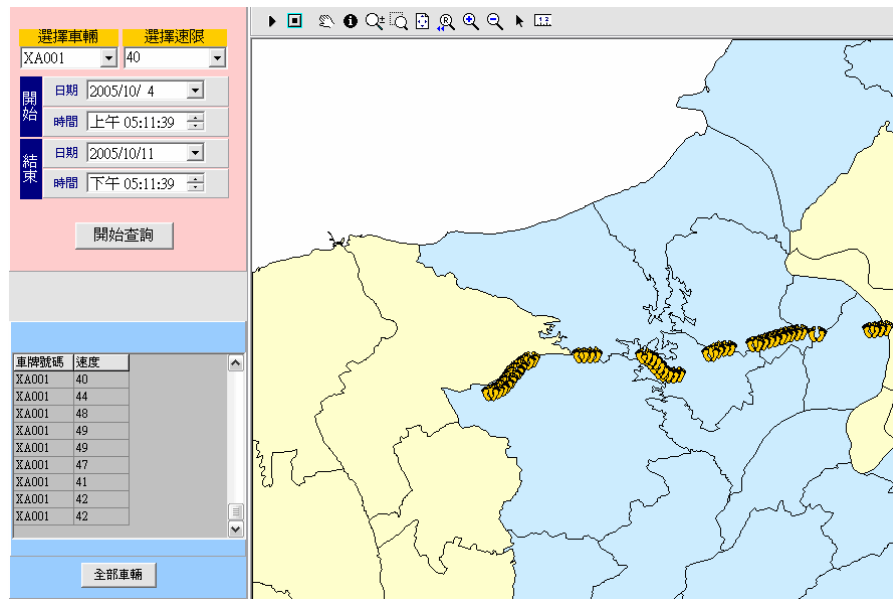 選擇車輛 選擇速限
XA001 40
開始
日期 2005/10/ 4
時間 上午 05:11:39
結束
日期 2005/10/11
時間 下午 05:11:39
開始查詢
車牌號碼 速度
XA001 40
XA001 44
XA001 48
XA001 49
XA001 49
XA001 47
XA001 41
XA001 42
XA001 42
全部車輛